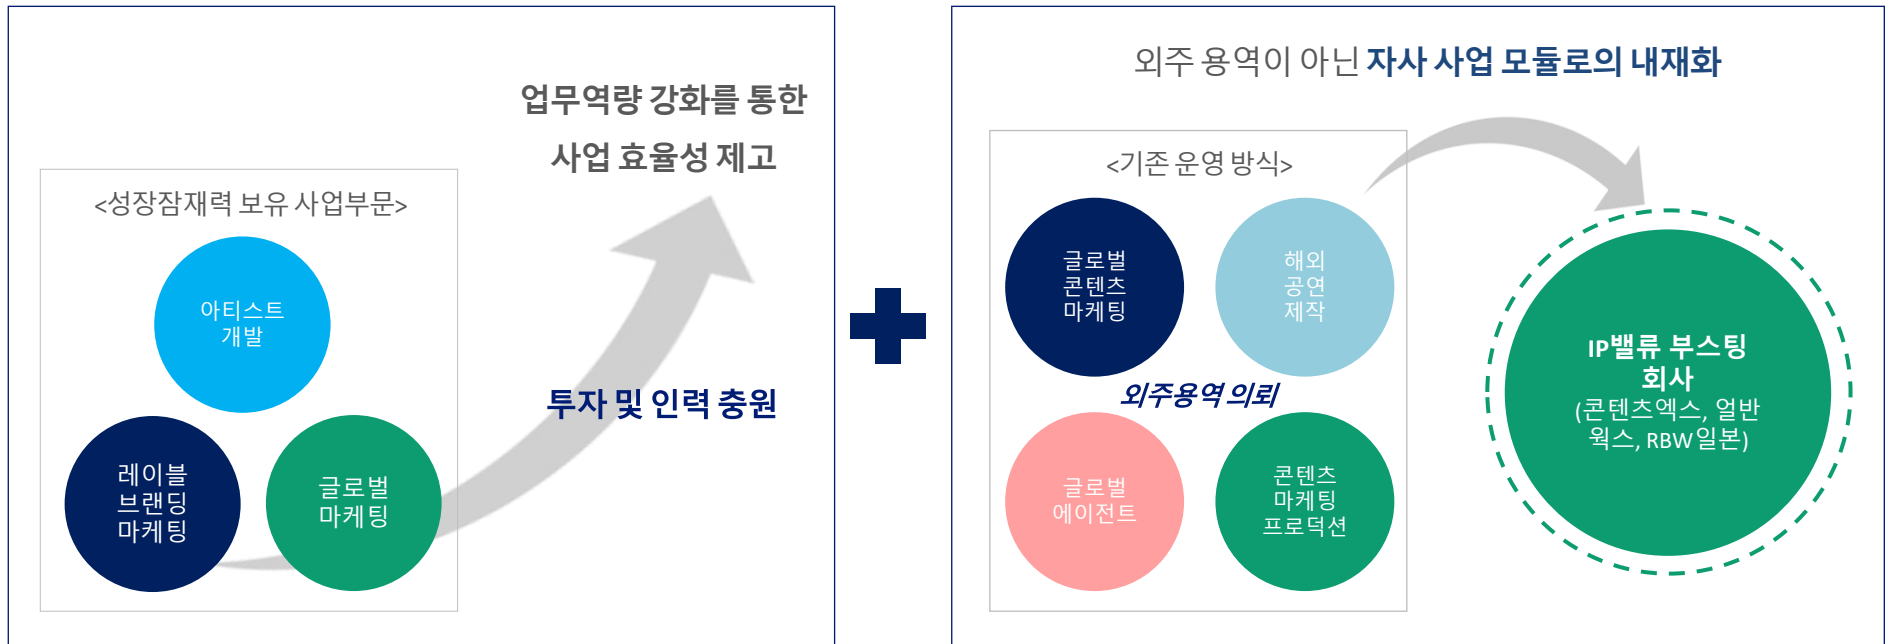 업무역량 강화를 통한
사업 효율성 제고
<성장잠재력 보유 사업부문>
아티스트
개발
레이블
브랜딩
마케팅
글로벌
마케팅
투자 및 인력 충원
외주 용역이 아닌 자사 사업 모듈로의 내재화
<기존 운영 방식>
글로벌
콘텐츠
마케팅
해외
공연
제작
외주용역 의뢰
글로벌
에이전트
콘텐츠
마케팅
프로덕션
IP밸류 부스팅
회사
(콘텐츠엑스, 얼반
웍스, RBW일본)